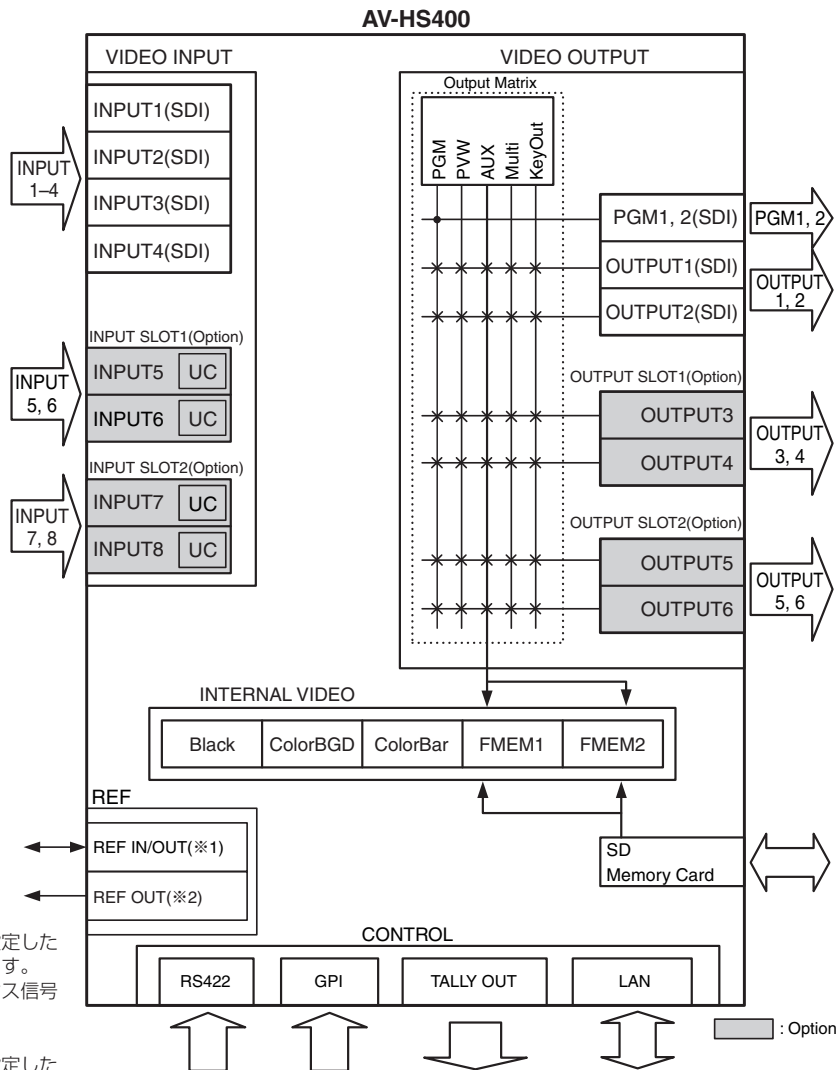 AV-HS400
VIDEO INPUT
INPUT1(SDI)
INPUT2(SDI)
INPUT3(SDI)
INPUT4(SDI)
INPUT
1–4
INPUT SLOT1(Option)
INPUT5 UC
INPUT6 UC
INPUT
5, 6
INPUT SLOT2(Option)
INPUT7 UC
INPUT8 UC
INPUT
7, 8
VIDEO OUTPUT
Output Matrix
PGM
PVW
AUX
Multi
KeyOut
PGM1, 2(SDI)
OUTPUT1(SDI)
OUTPUT2(SDI)
PGM1, 2
OUTPUT
1, 2
OUTPUT SLOT1(Option)
OUTPUT3
OUTPUT4
OUTPUT
3, 4
OUTPUT SLOT2(Option)
OUTPUT5
OUTPUT6
OUTPUT
5, 6
INTERNAL VIDEO
Black ColorBGD ColorBar FMEM1 FMEM2
REF
REF IN/OUT(※1)
REF OUT(※2)
SD
Memory Card
CONTROL
RS422 GPI TALLY OUT LAN
: Option
定した
す。
ス信号
定した